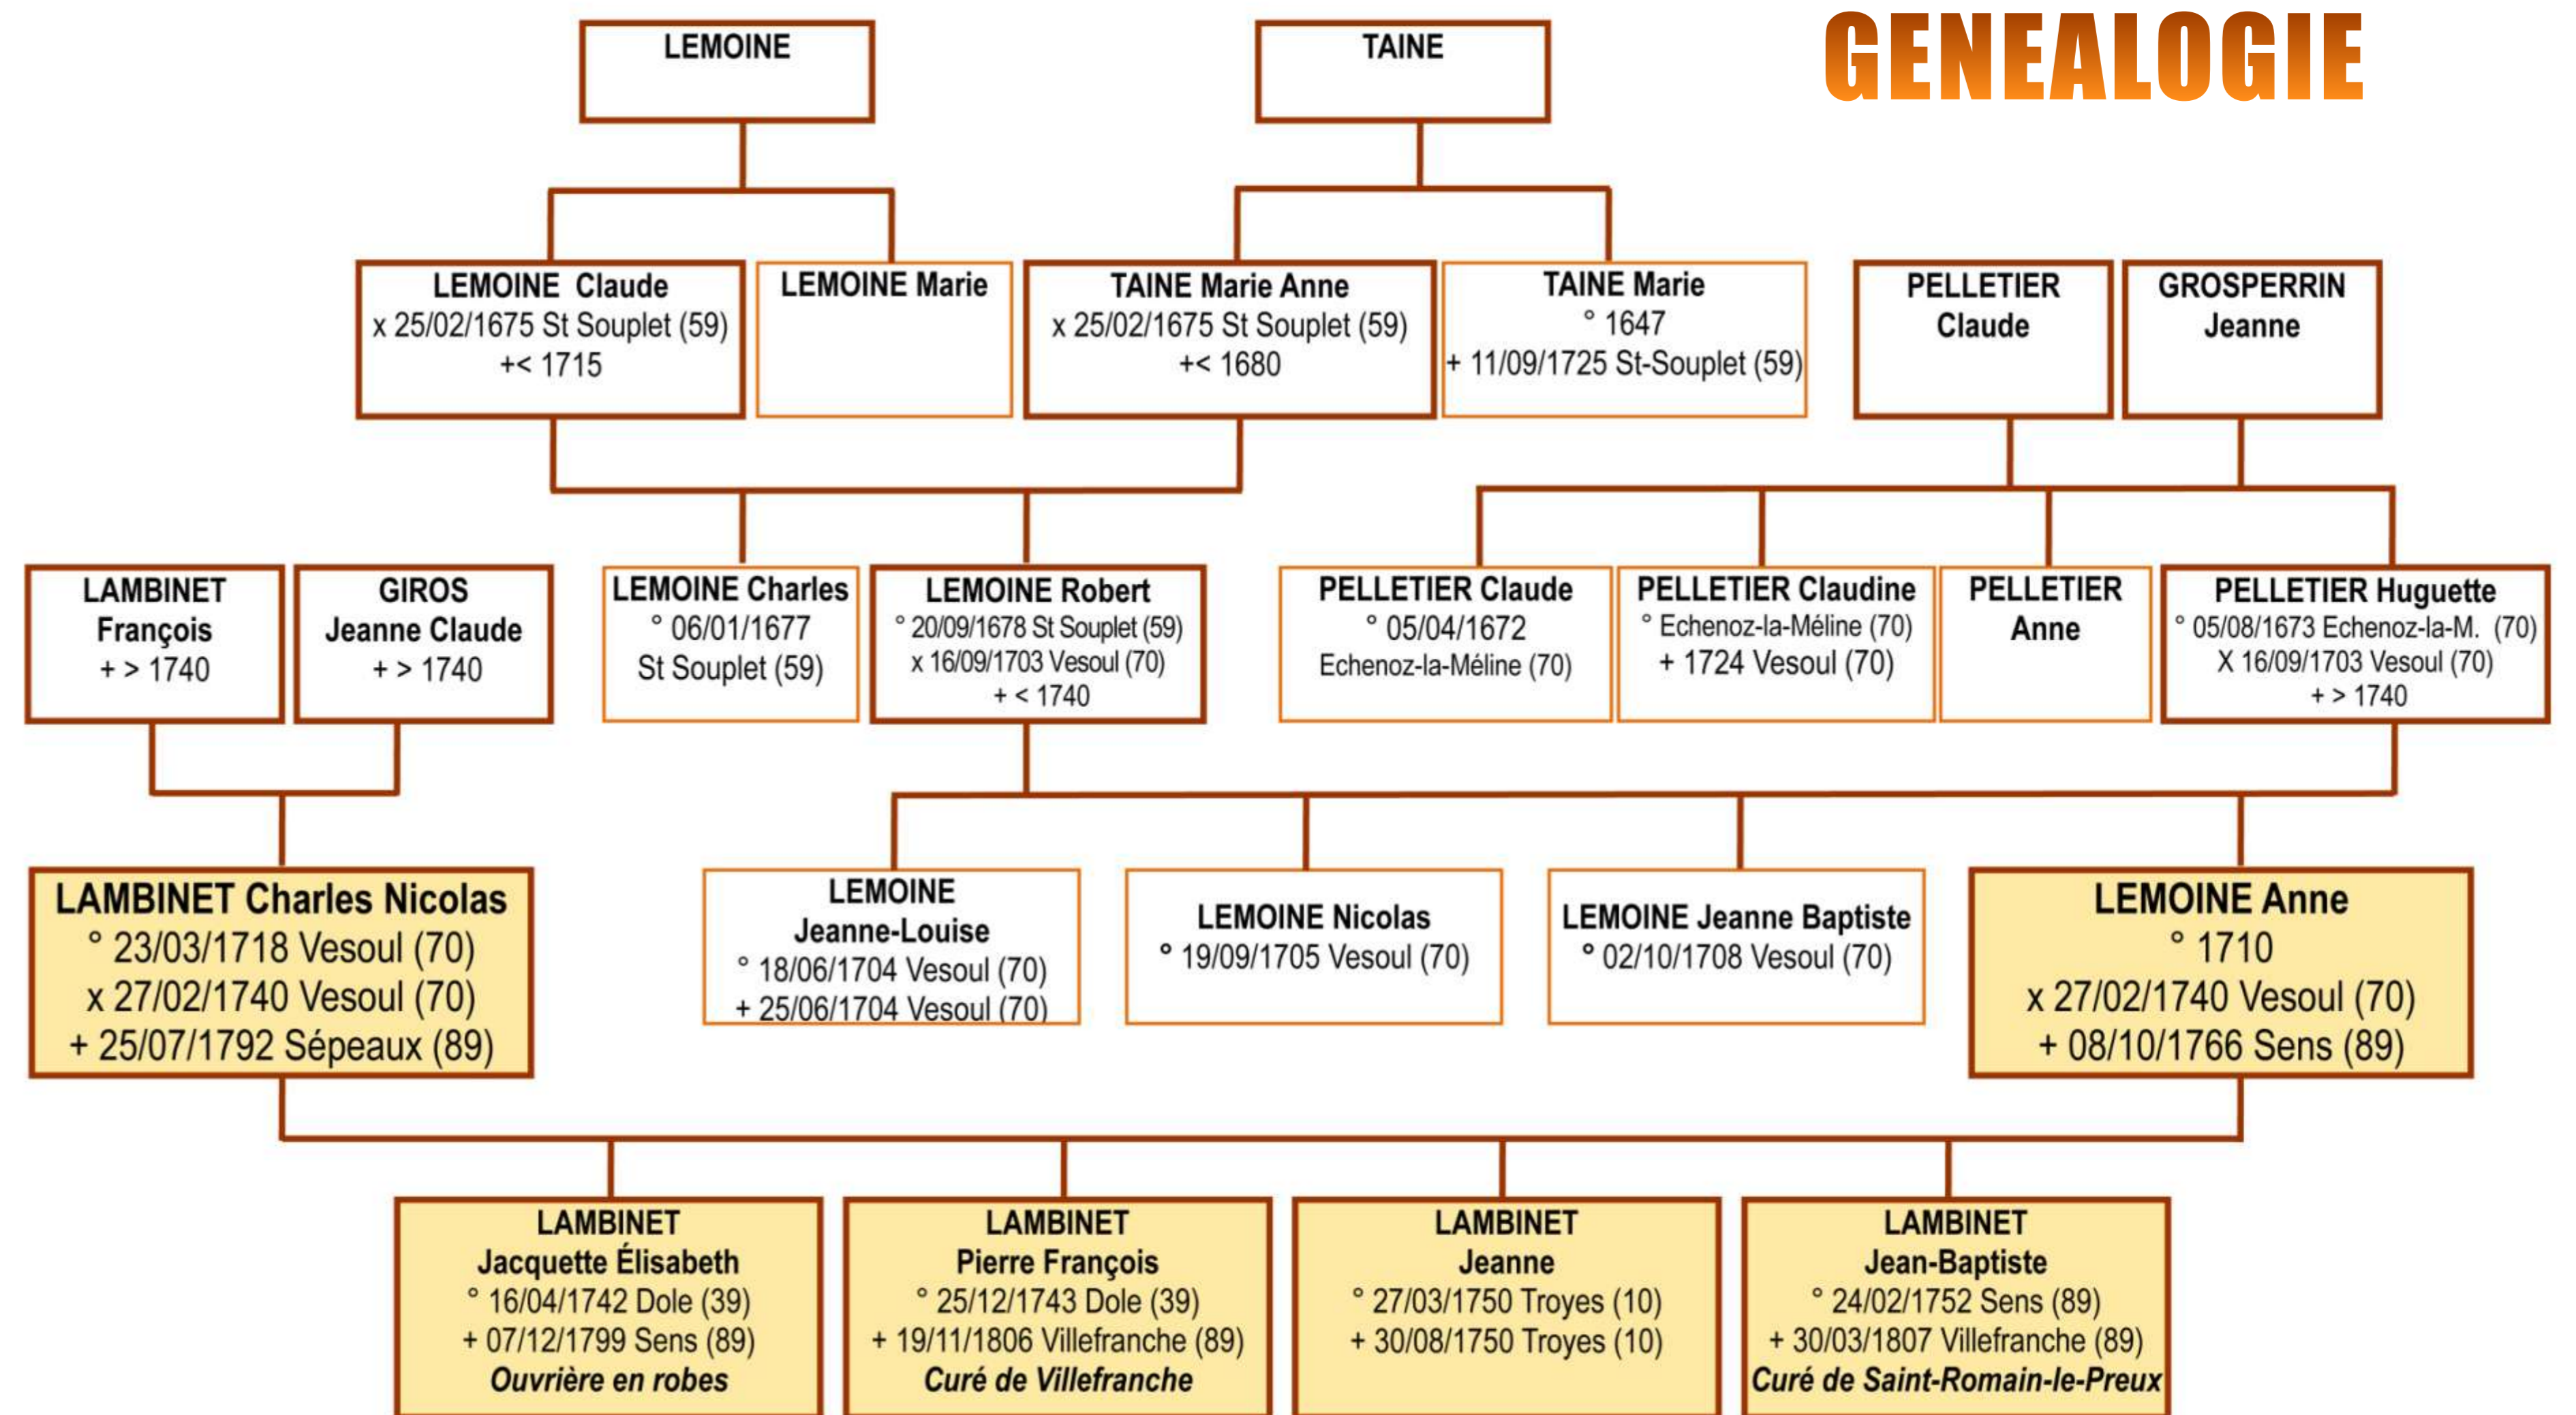 GENEALOGIE
LEMOINE
TAINE
LEMOINE Claude
x 25/02/1675 St Souplet (59)
+< 1715
LEMOINE Marie
TAINE Marie Anne
x 25/02/1675 St Souplet (59)
+< 1680
TAINE Marie
° 1647
+ 11/09/1725 St-Souplet (59)
PELLETIER
Claude
GROSPERRIN
Jeanne
LAMBINET
François
+ > 1740
GIROS
Jeanne Claude
+ > 1740
LEMOINE Charles
° 06/01/1677
St Souplet (59)
LEMOINE Robert
° 20/09/1678 St Souplet (59)
x 16/09/1703 Vesoul (70)
+ < 1740
PELLETIER Claude
° 05/04/1672
Echenoz-la-Méline (70)
PELLETIER Claudine
° Echenoz-la-Méline (70)
+ 1724 Vesoul (70)
PELLETIER
Anne
PELLETIER Huguette
° 05/08/1673 Echenoz-la-M. (70)
X 16/09/1703 Vesoul (70)
+ > 1740
LAMBINET Charles Nicolas
° 23/03/1718 Vesoul (70)
x 27/02/1740 Vesoul (70)
+ 25/07/1792 Sépeaux (89)
LEMOINE
Jeanne-Louise
° 18/06/1704 Vesoul (70)
+ 25/06/1704 Vesoul (70)
LEMOINE Nicolas
° 19/09/1705 Vesoul (70)
LEMOINE Jeanne Baptiste
° 02/10/1708 Vesoul (70)
LEMOINE Anne
° 1710
x 27/02/1740 Vesoul (70)
+ 08/10/1766 Sens (89)
LAMBINET
Jacquette Élisabeth
° 16/04/1742 Dole (39)
+ 07/12/1799 Sens (89)
Ouvrière en robes
LAMBINET
Pierre François
° 25/12/1743 Dole (39)
+ 19/11/1806 Villefranche (89)
Curé de Villefranche
LAMBINET
Jeanne
° 27/03/1750 Troyes (10)
+ 30/08/1750 Troyes (10)
LAMBINET
Jean-Baptiste
° 24/02/1752 Sens (89)
+ 30/03/1807 Villefranche (89)
Curé de Saint-Romain-le-Preux